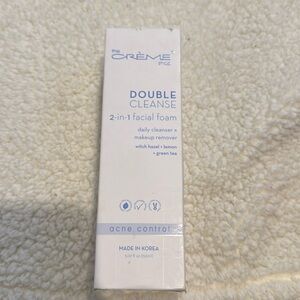 the
CRÈME
shop
DOUBLE
CLEANSE
2-in-1 facial foam
daily cleanser +
makeup remover
witch hazel + lemon
+ green tea
acne control
MADE IN KOREA